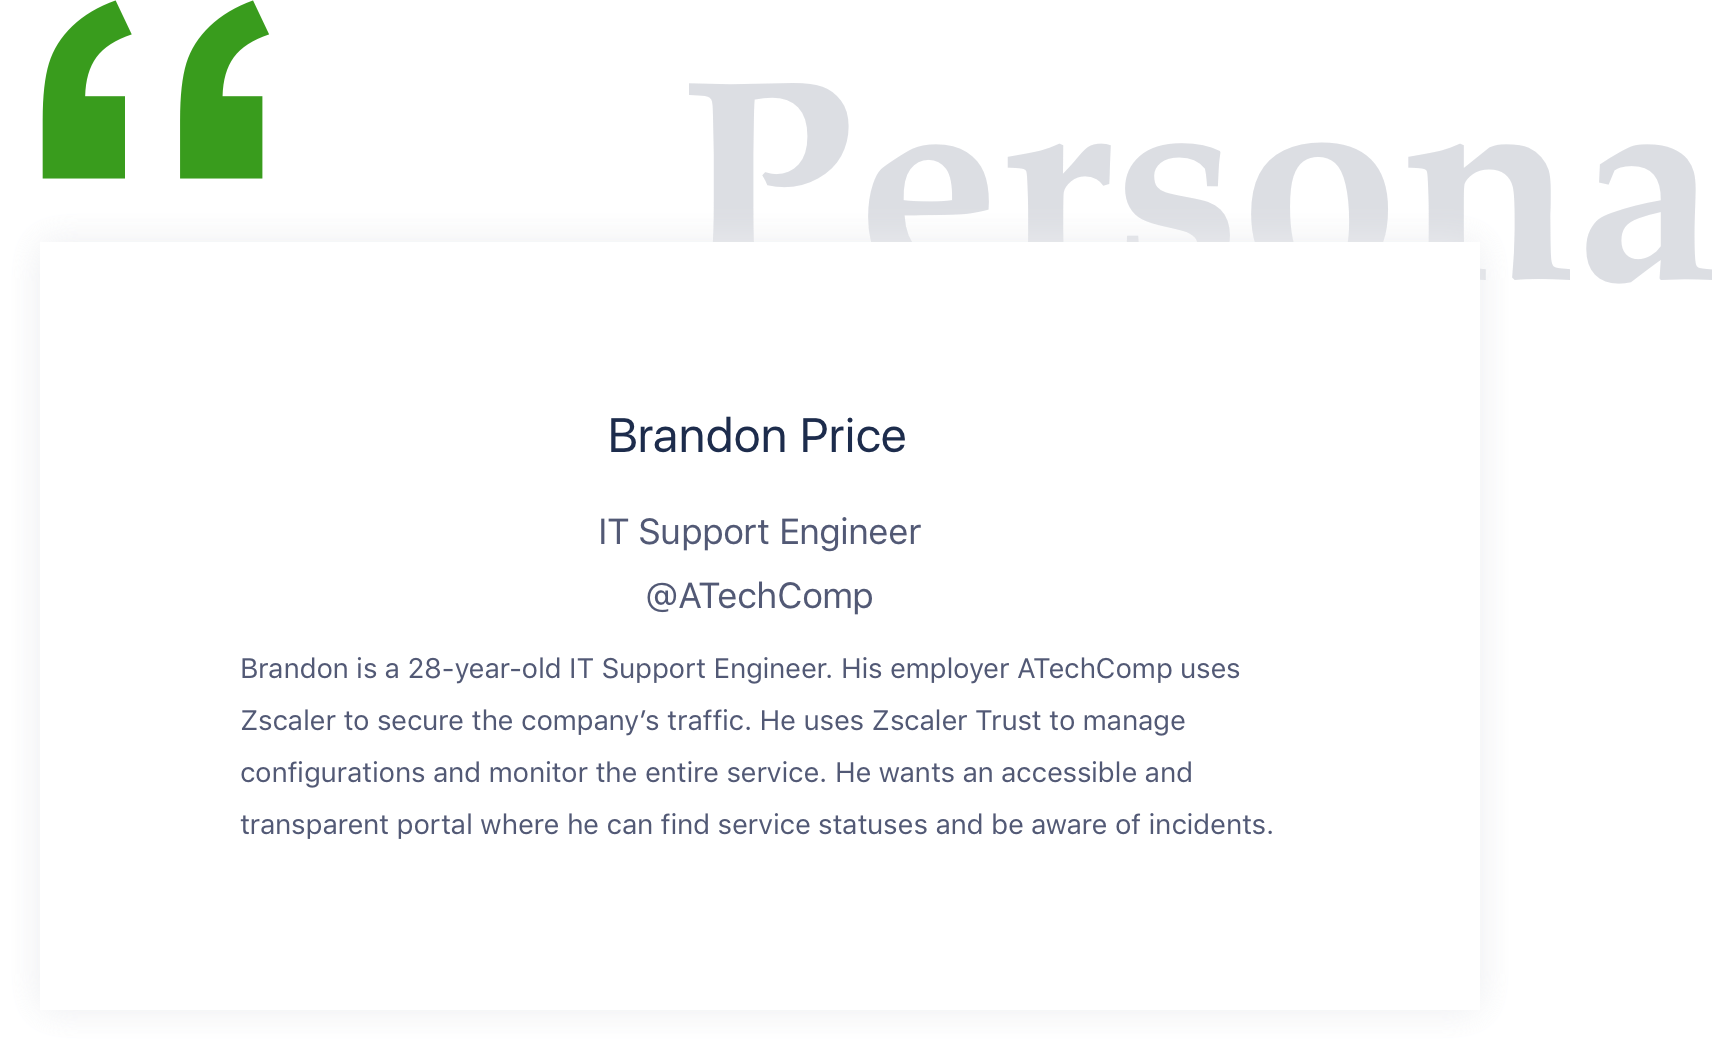 “
Persona
Brandon Price
IT Support Engineer
@ATechComp
Brandon is a 28-year-old IT Support Engineer. His employer ATechComp uses
Zscaler to secure the company’s traffic. He uses Zscaler Trust to manage
configurations and monitor the entire service. He wants an accessible and
transparent portal where he can find service statuses and be aware of incidents.